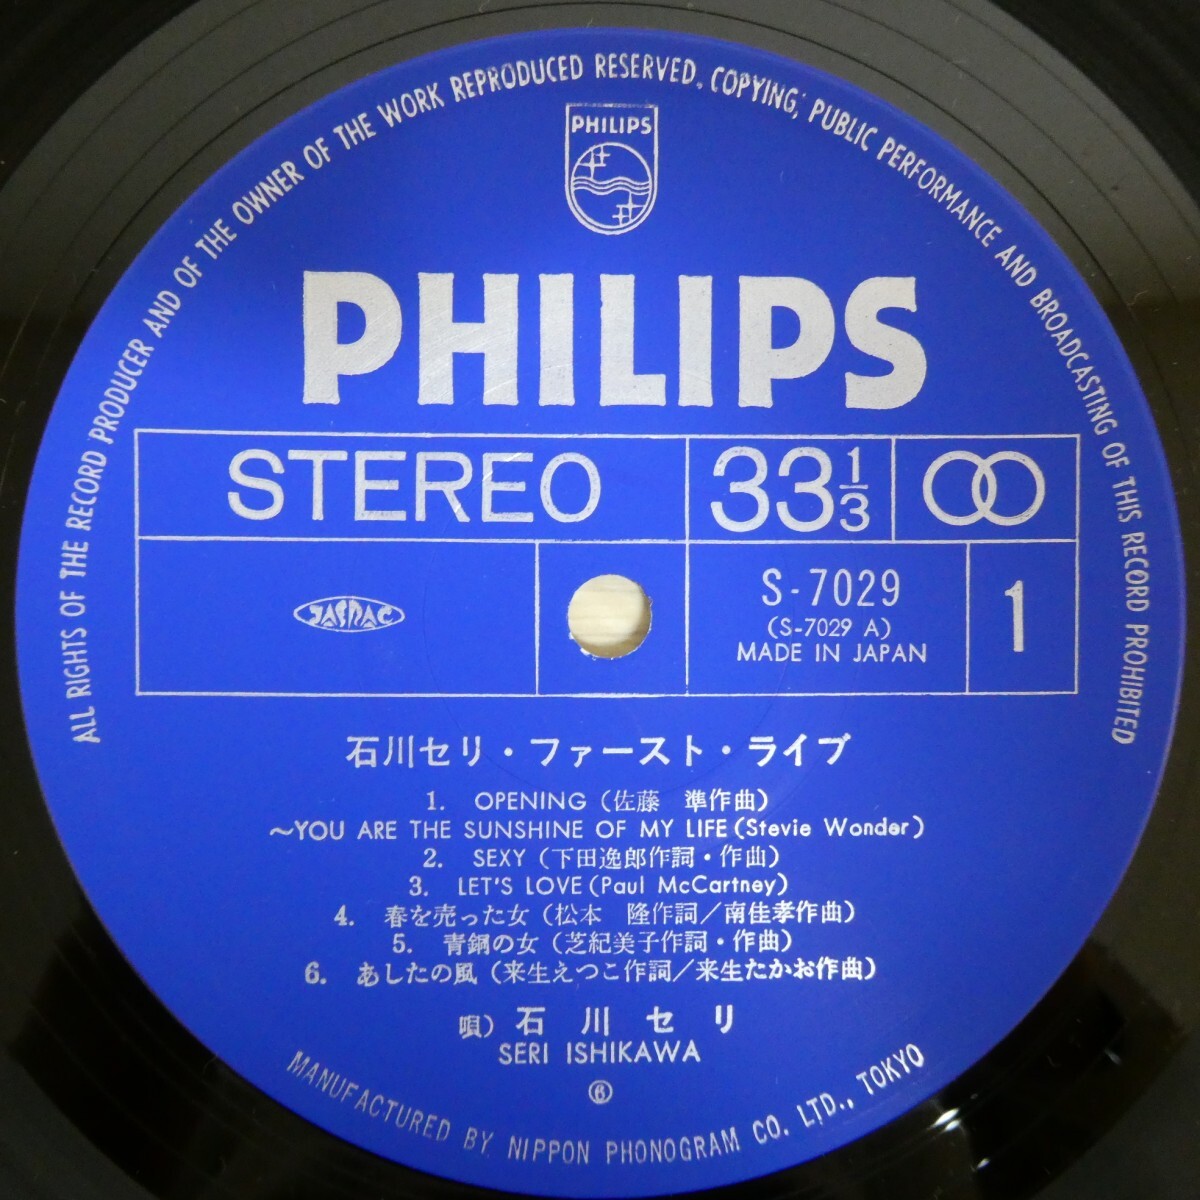 ALL RIGHTS OF THE RECORD PRODUCER AND OF THE OWNER OF THE WORK REPRODUCED RESERVED. COPYING, PUBLIC PERFORMANCE AND BROADCASTING OF THIS RECORD PROHIBITED
PHILIPS
PHILIPS
STEREO 33 1/3
JASRAC S-7029 1
(S-7029 A)
MADE IN JAPAN
石川セリ・ファースト・ライブ
1. OPENING (佐藤 準作曲)
〜YOU ARE THE SUNSHINE OF MY LIFE (Stevie Wonder)
2. SEXY (下田逸郎作詞・作曲)
3. LET'S LOVE (Paul McCartney)
4. 春を売った女 (松本 隆作詞/南佳孝作曲)
5. 青鋼の女 (芝紀美子作詞・作曲)
6. あしたの風 (来生えつこ作詞/来生たかお作曲)
唄) 石川セリ
SERI ISHIKAWA
⑥
MANUFACTURED BY NIPPON PHONOGRAM CO. LTD., TOKYO